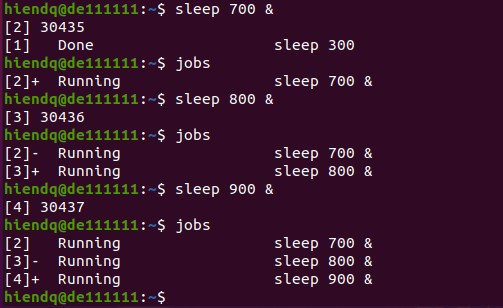 hiendq@de111111:~$ sleep 700 &
[2] 30435
[1]   Done                    sleep 300
hiendq@de111111:~$ jobs
[2]+  Running                 sleep 700 &
hiendq@de111111:~$ sleep 800 &
[3] 30436
hiendq@de111111:~$ jobs
[2]-  Running                 sleep 700 &
[3]+  Running                 sleep 800 &
hiendq@de111111:~$ sleep 900 &
[4] 30437
hiendq@de111111:~$ jobs
[2]   Running                 sleep 700 &
[3]-  Running                 sleep 800 &
[4]+  Running                 sleep 900 &
hiendq@de111111:~$